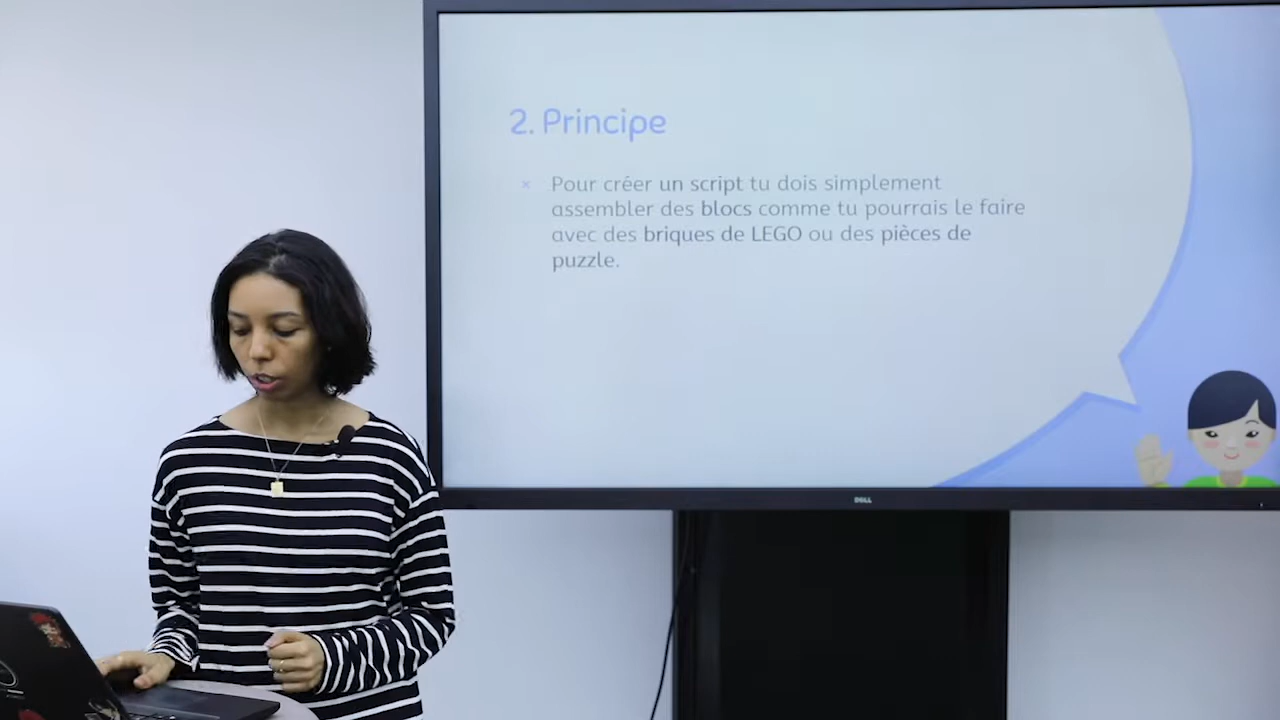 2. Principe
× Pour créer un script tu dois simplement
assembler des blocs comme tu pourrais le faire
avec des briques de LEGO ou des pièces de
puzzle.
DELL